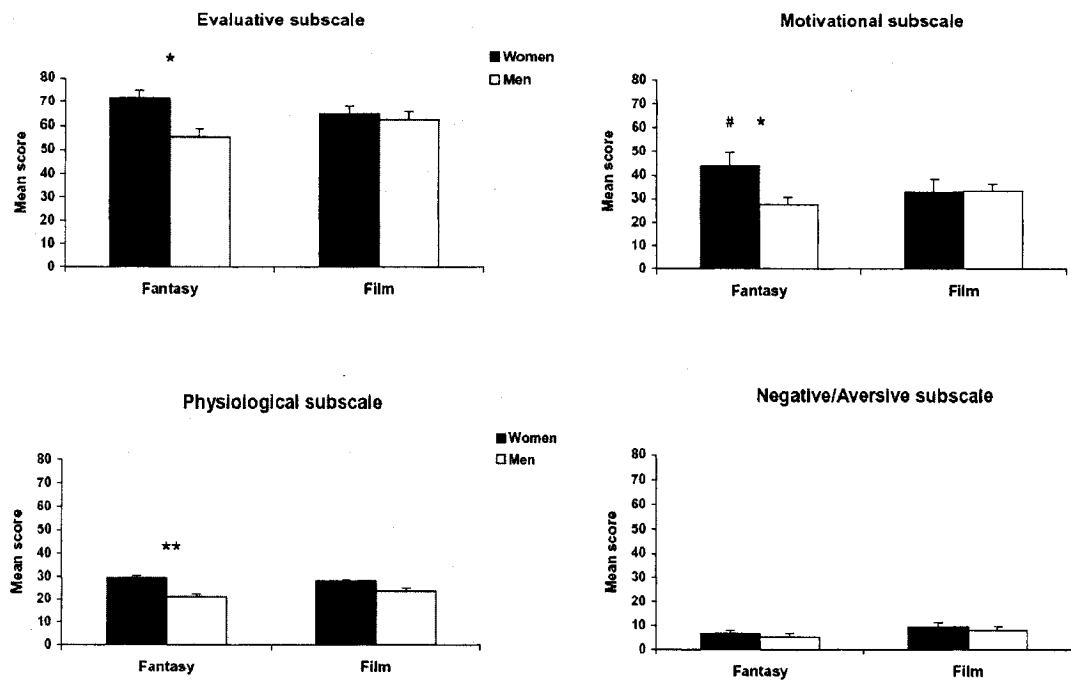 Evaluative subscale
*
Women
Men
Mean score
80
70
60
50
40
30
20
10
0
Fantasy
Film
Motivational subscale
# *
Mean score
80
70
60
50
40
30
20
10
0
Fantasy
Film
Physiological subscale
Women
Men
**
Mean score
80
70
60
50
40
30
20
10
0
Fantasy
Film
Negative/Aversive subscale
Mean score
80
70
60
50
40
30
20
10
0
Fantasy
Film